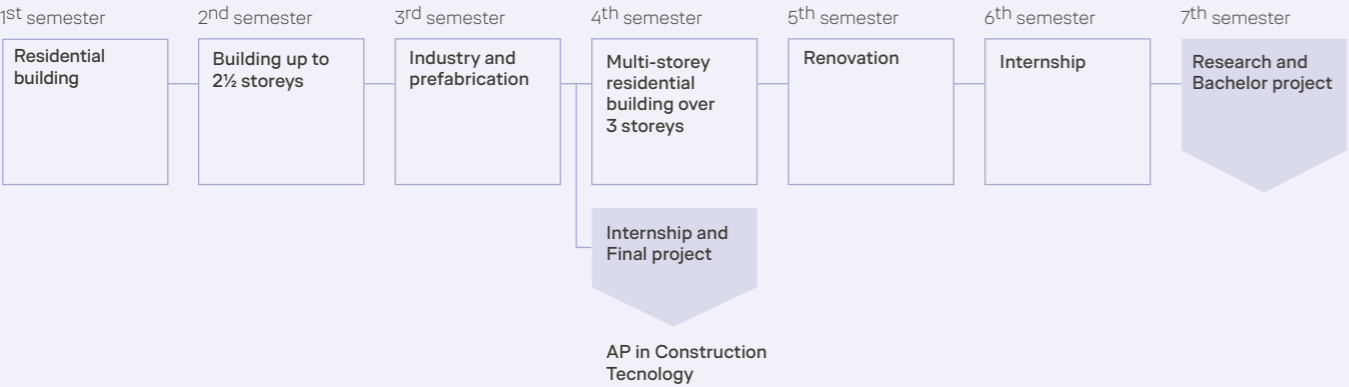 1st semester
2nd semester
3rd semester
4th semester
5th semester
6th semester
7th semester
Residential
building
Building up to
2½ storeys
Industry and
prefabrication
Multi-storey
residential
building over
3 storeys
Renovation
Internship
Research and
Bachelor project
Internship and
Final project
AP in Construction
Tecnology